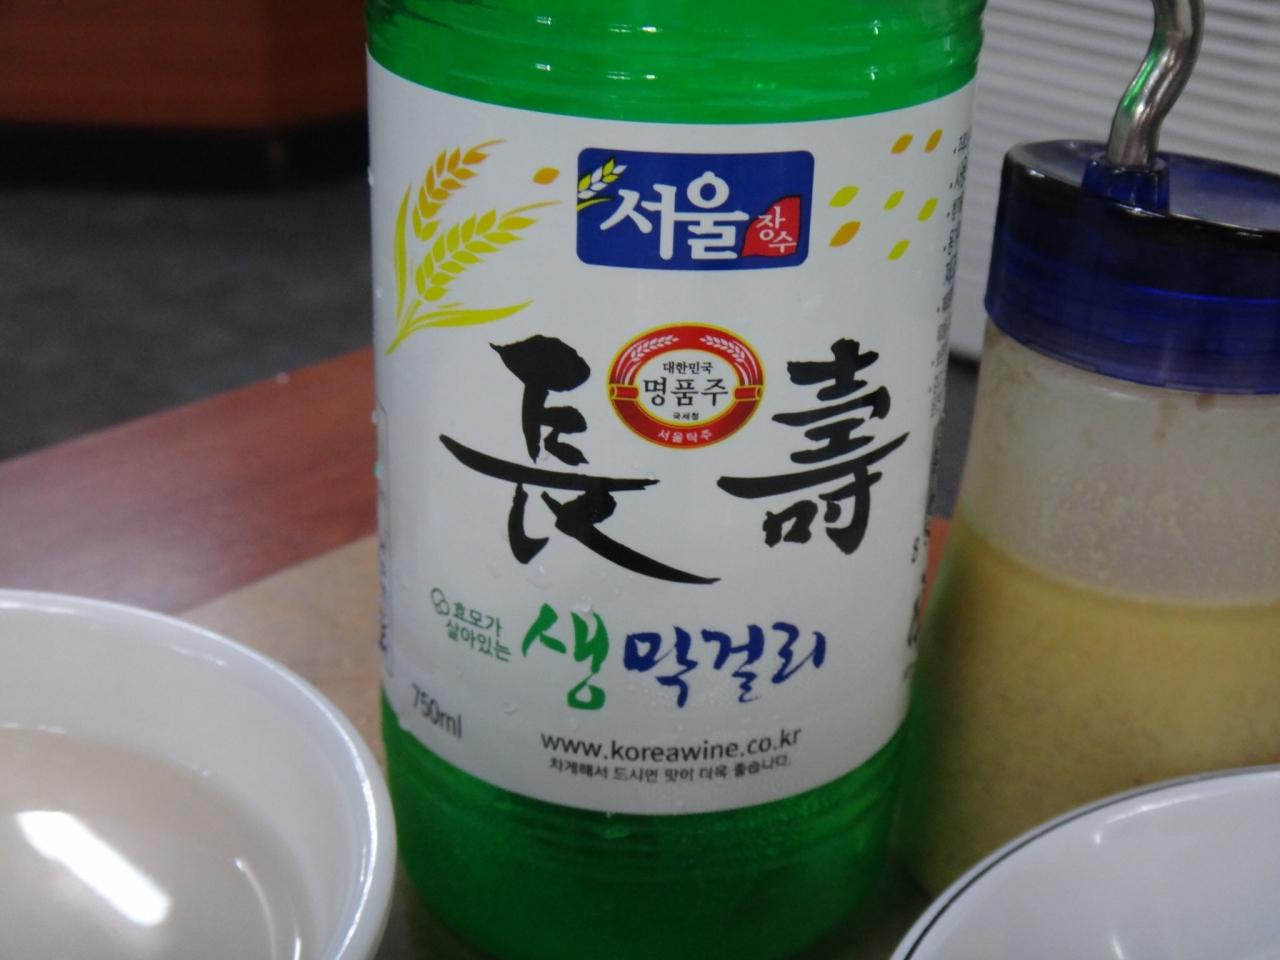 서울
장수
長壽
대한민국
명품주
국세청
서울탁주
효모가
살아있는
생막걸리
750ml
www.koreawine.co.kr
차게해서 드시면 맛이 더욱 좋습니다.